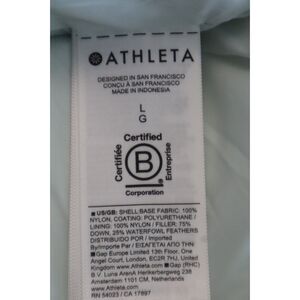 ATHLETA
DESIGNED IN SAN FRANCISCO
CONÇU À SAN FRANCISCO
MADE IN INDONESIA
L
G
Certified
Certifiée
B
Entreprise
Corporation
US/GB: SHELL BASE FABRIC: 100%
NYLON, COATING: POLYURETHANE /
LINING: 100% NYLON / FILLER: 75%
DOWN, 25% WATERFOWL FEATHERS
DISTRIBUIDO POR / Imported
By/Importe Par / ΕΙΣΑΓΕΤΑΙ ΑΠΟ ΤΗΝ
Gap Europe Limited 13th Floor, One
Angel Court, London, EC2R 7HJ, United
Kingdom www.Athleta.com Gap (RHC)
B.V. Luna ArenA Herikerbergweg 238
Amsterdam Netherlands
www.Athleta.com
RN 54023 / CA 17897